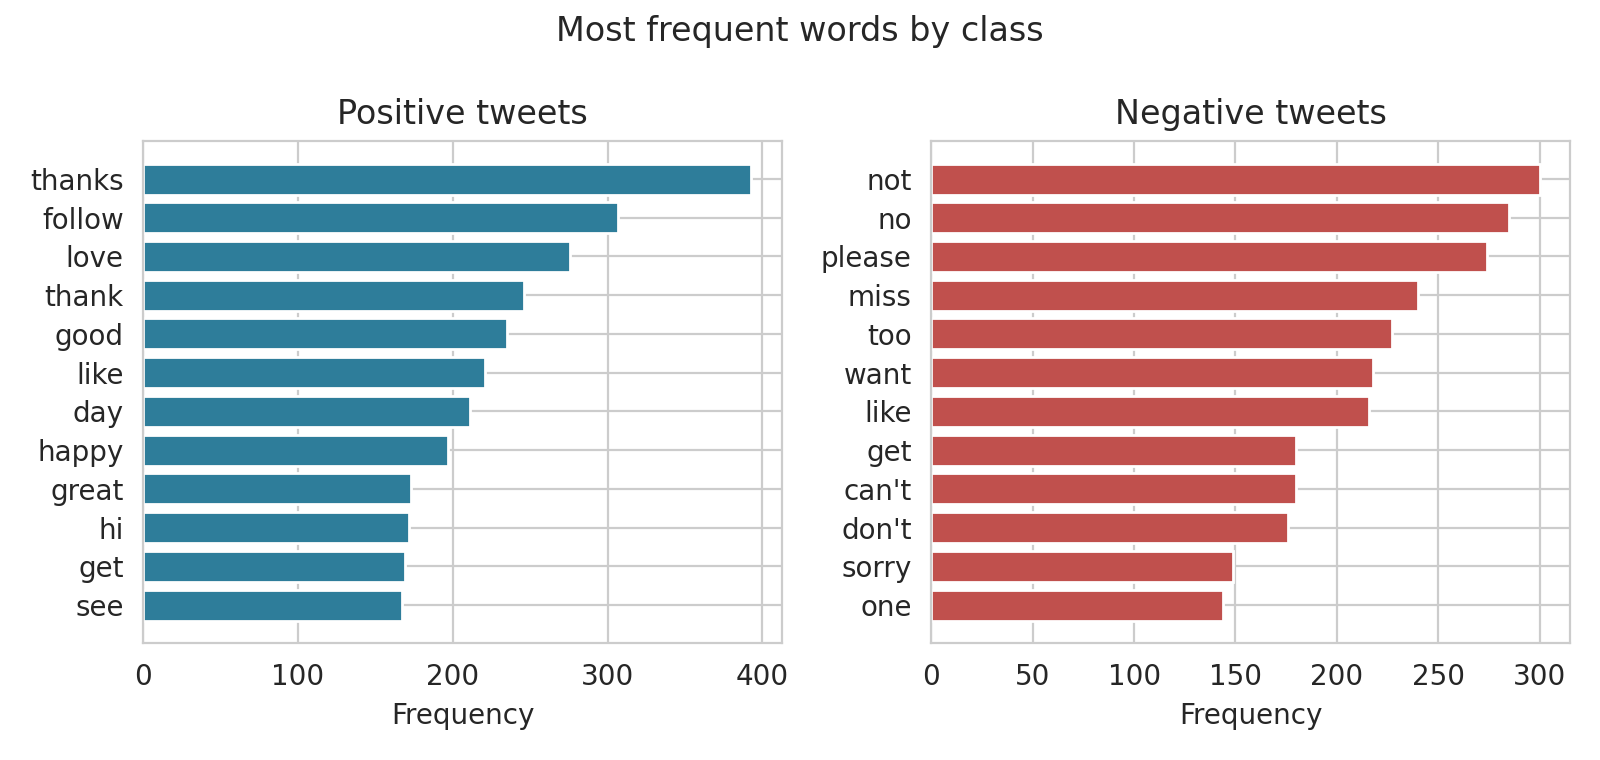 Most frequent words by class
Positive tweets
thanks
follow
love
thank
good
like
day
happy
great
hi
get
see
0 100 200 300 400
Frequency
Negative tweets
not
no
please
miss
too
want
like
get
can't
don't
sorry
one
0 50 100 150 200 250 300
Frequency